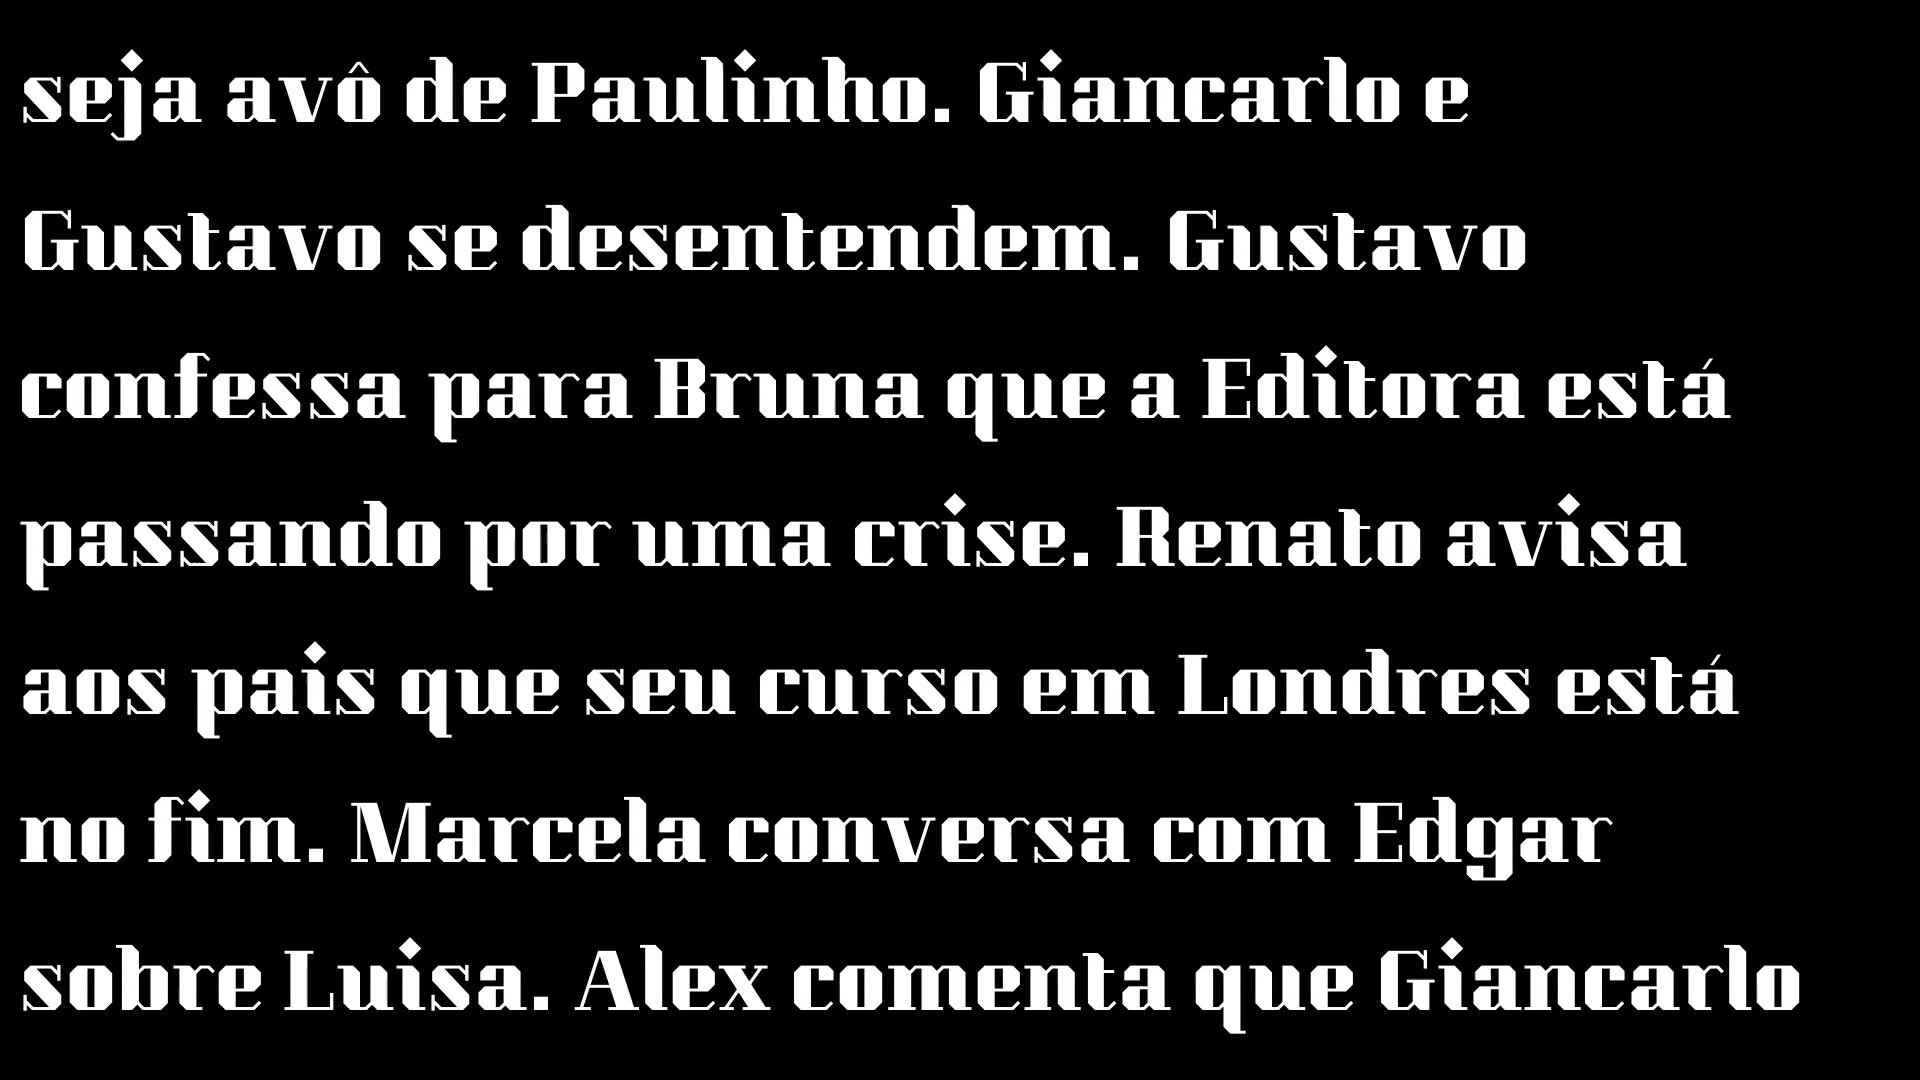 seja avô de Paulinho. Giancarlo e
Gustavo se desentendem. Gustavo
confessa para Bruna que a Editora está
passando por uma crise. Renato avisa
aos pais que seu curso em Londres está
no fim. Marcela conversa com Edgar
sobre Luisa. Alex comenta que Giancarlo